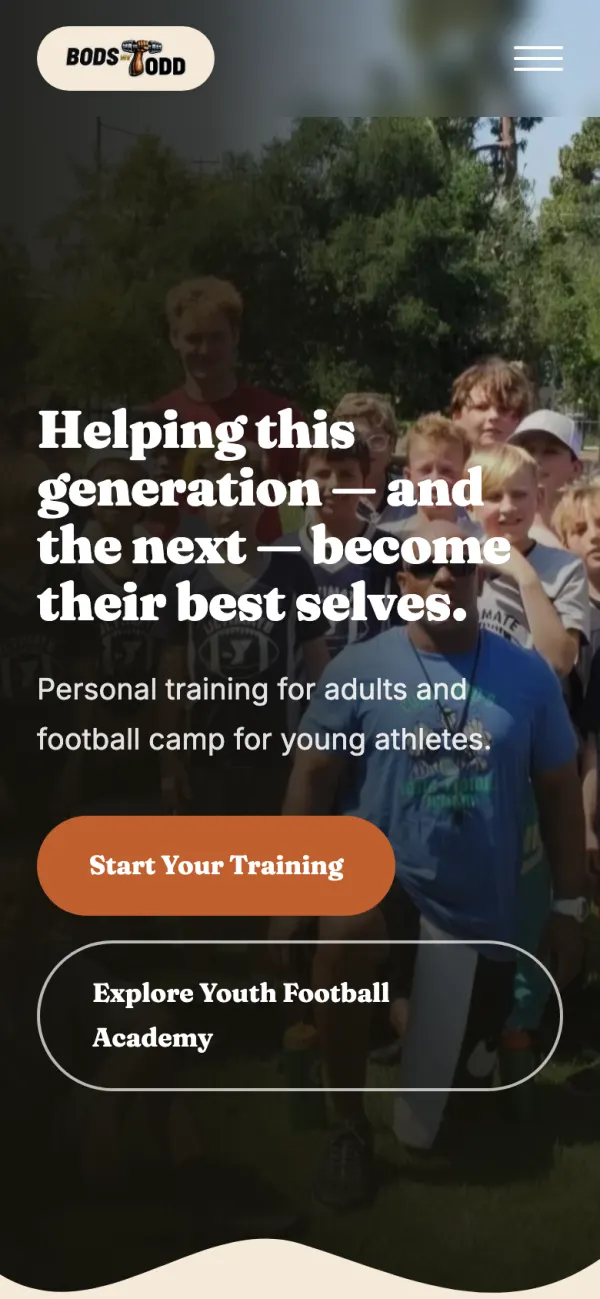 BODS BY TODD
Helping this
generation — and
the next — become
their best selves.
Personal training for adults and
football camp for young athletes.
Start Your Training
Explore Youth Football
Academy